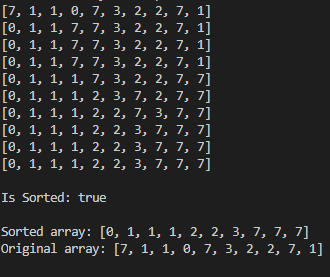 [7, 1, 1, 0, 7, 3, 2, 2, 7, 1]
[0, 1, 1, 7, 7, 3, 2, 2, 7, 1]
[0, 1, 1, 7, 7, 3, 2, 2, 7, 1]
[0, 1, 1, 7, 7, 3, 2, 2, 7, 1]
[0, 1, 1, 1, 7, 3, 2, 2, 7, 7]
[0, 1, 1, 1, 2, 3, 7, 2, 7, 7]
[0, 1, 1, 1, 2, 2, 7, 3, 7, 7]
[0, 1, 1, 1, 2, 2, 3, 7, 7, 7]
[0, 1, 1, 1, 2, 2, 3, 7, 7, 7]
[0, 1, 1, 1, 2, 2, 3, 7, 7, 7]
Is Sorted: true
Sorted array: [0, 1, 1, 1, 2, 2, 3, 7, 7, 7]
Original array: [7, 1, 1, 0, 7, 3, 2, 2, 7, 1]